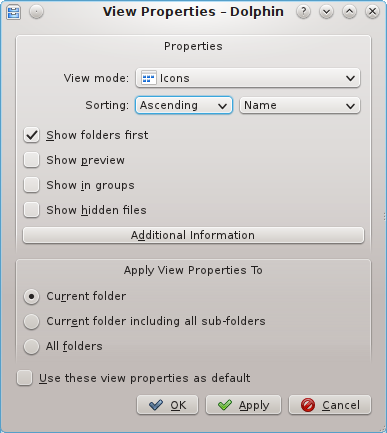 View Properties – Dolphin
Properties
View mode: Icons
Sorting: Ascending Name
Show folders first
Show preview
Show in groups
Show hidden files
Additional Information
Apply View Properties To
Current folder
Current folder including all sub-folders
All folders
Use these view properties as default
OK Apply Cancel